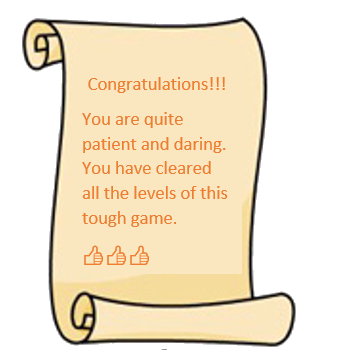 Congratulations!!!
You are quite
patient and daring.
You have cleared
all the levels of this
tough game.
👍👍👍